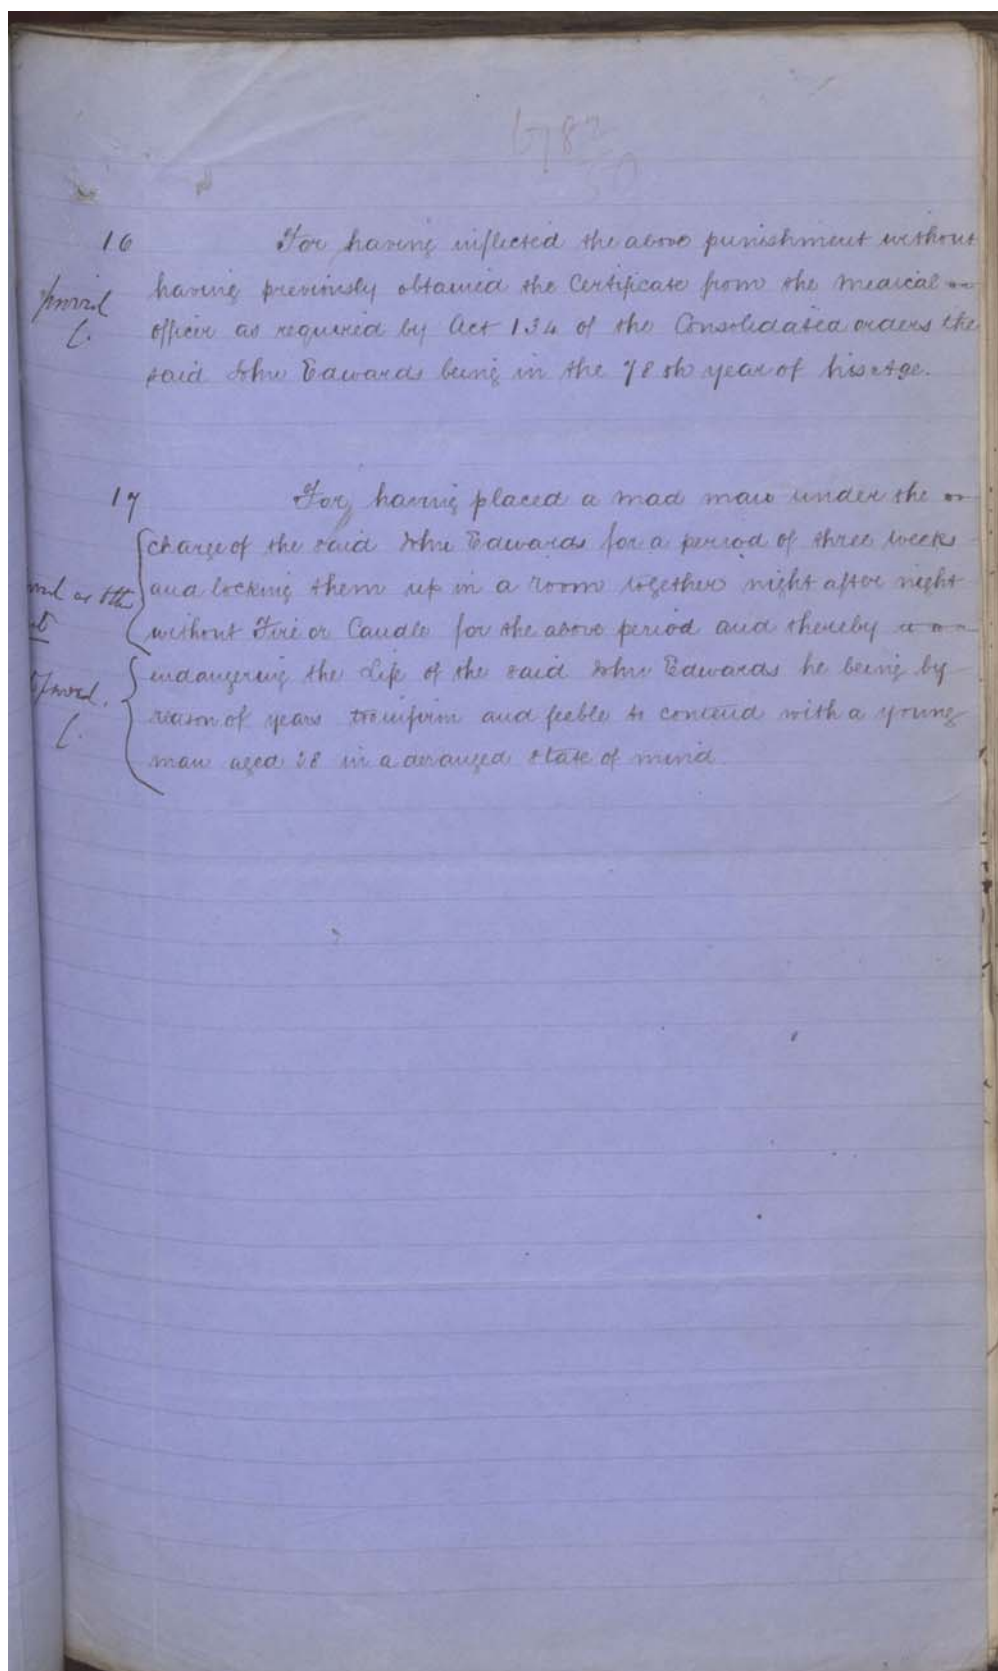 16 For having inflicted the above punishment without
having previously obtained the Certificate from the Medical
officer as required by Act 134 of the Consolidated orders the
said John Edwards being in the 78th year of his Age.
17 For having placed a mad man under the
charge of the said John Edwards for a period of three weeks
and locking them up in a room together night after night
without Fire or Candle for the above period and thereby
endangering the Life of the said John Edwards he being by
reason of years too infirm and feeble to contend with a young
man aged 28 in a deranged state of mind